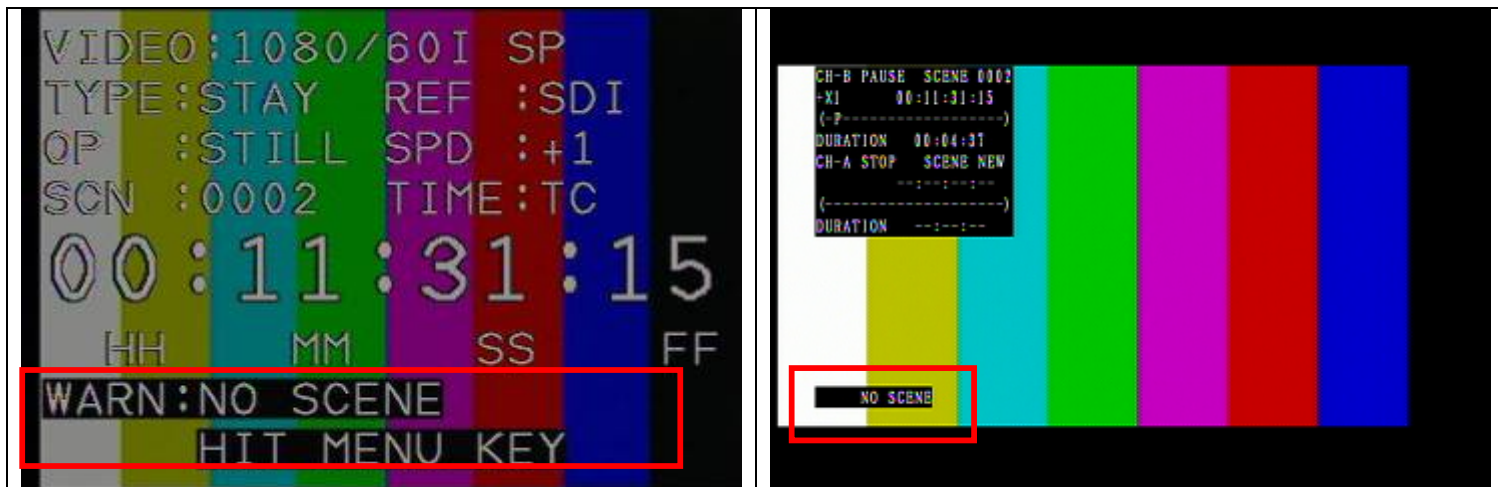 VIDEO:1080/60I SP
TYPE:STAY REF :SDI
OP :STILL SPD :+1
SCN :0002 TIME:TC
00:11:31:15
HH MM SS FF
WARN:NO SCENE
HIT MENU KEY
CH-B PAUSE SCENE 0002
+X1 00:11:31:15
(-P-------------------)
DURATION 00:04:37
CH-A STOP SCENE NEW
--:--:--:--
(---------------------)
DURATION --:--:--
NO SCENE